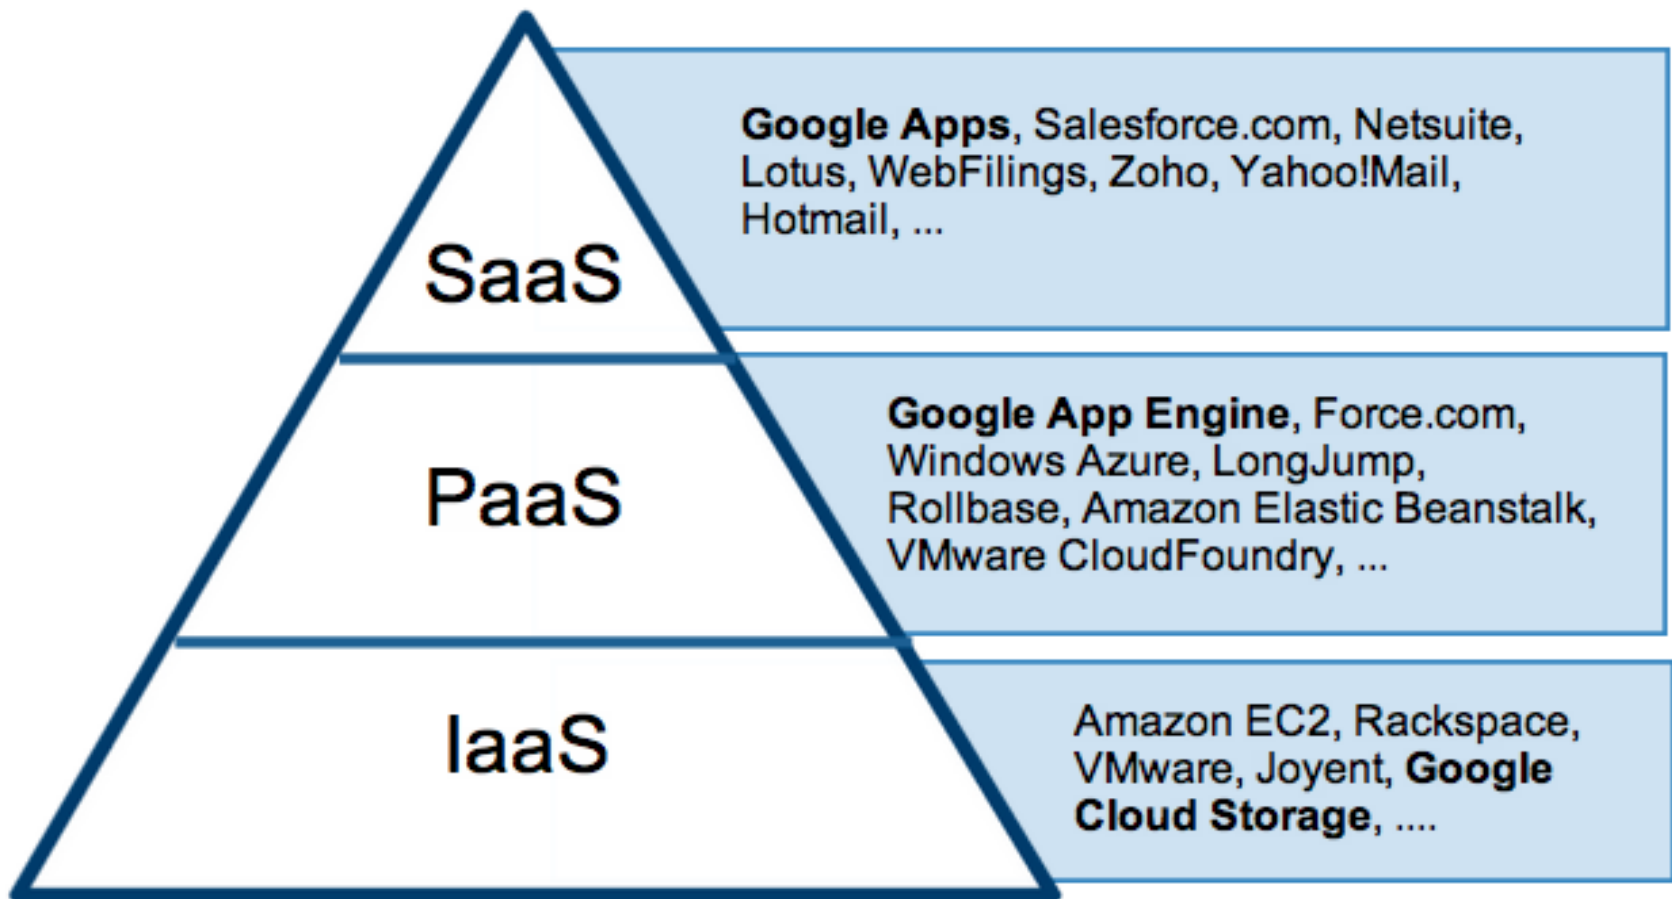 Google Apps, Salesforce.com, Netsuite,
Lotus, WebFilings, Zoho, Yahoo!Mail,
Hotmail, ...
SaaS
Google App Engine, Force.com,
Windows Azure, LongJump,
Rollbase, Amazon Elastic Beanstalk,
VMware CloudFoundry, ...
PaaS
Amazon EC2, Rackspace,
VMware, Joyent, Google
Cloud Storage, ....
IaaS